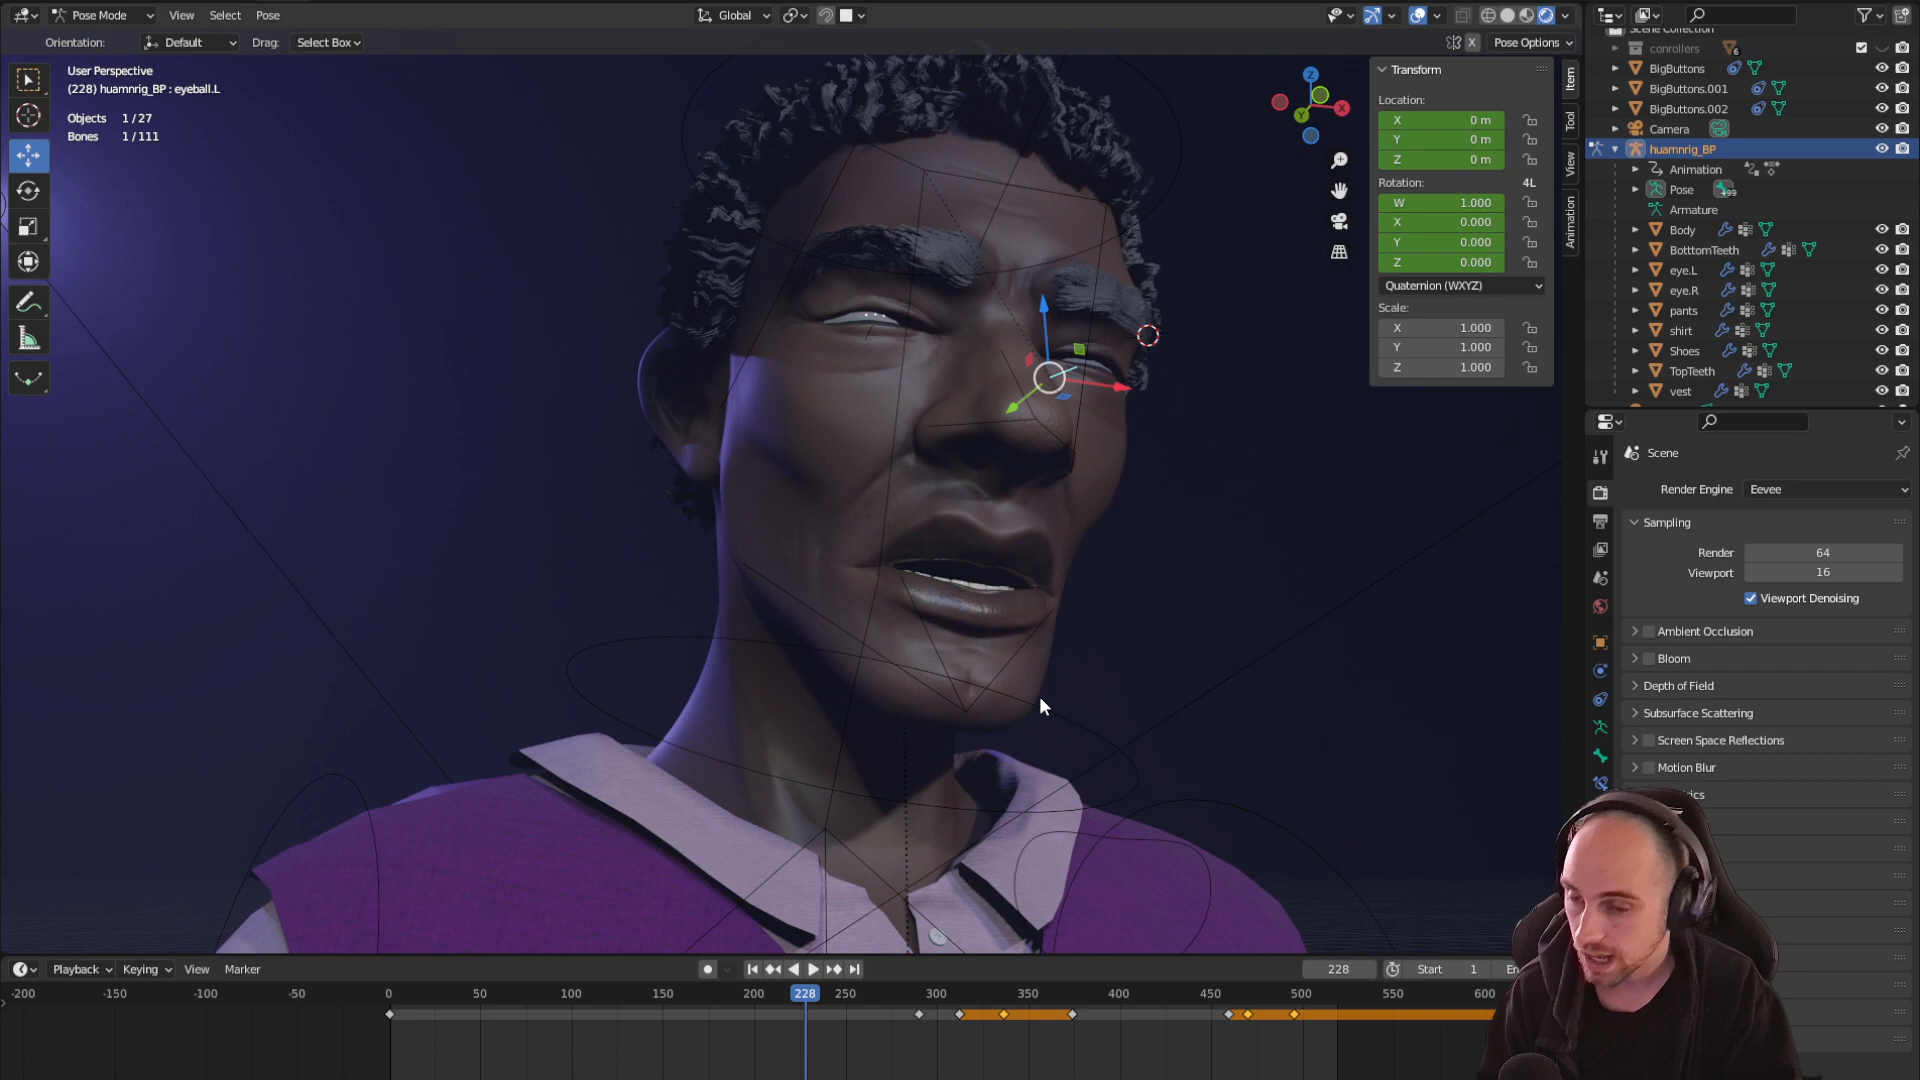 Pose Mode View Select Pose Global
Orientation: Default Drag: Select Box X Pose Options
User Perspective
(228) huamnrig_BP : eyeball.L
Objects 1/27
Bones 1/111
Z
X
Y
Transform
Location:
X 0 m
Y 0 m
Z 0 m
Rotation: 4L
W 1.000
X 0.000
Y 0.000
Z 0.000
Quaternion (WXYZ)
Scale:
X 1.000
Y 1.000
Z 1.000
Item
Tool
View
Animation
Scene Collection
conrollers 6
BigButtons
BigButtons.001
BigButtons.002
Camera
huamnrig_BP
Animation
Pose +99
Armature
Body
BotttomTeeth
eye.L
eye.R
pants
shirt
Shoes
TopTeeth
vest
Scene
Render Engine Eevee
Sampling
Render 64
Viewport 16
Viewport Denoising
Ambient Occlusion
Bloom
Depth of Field
Subsurface Scattering
Screen Space Reflections
Motion Blur
Playback Keying View Marker 228 Start 1
-200 -150 -100 -50 0 50 100 150 200 228 250 300 350 400 450 500 550 600